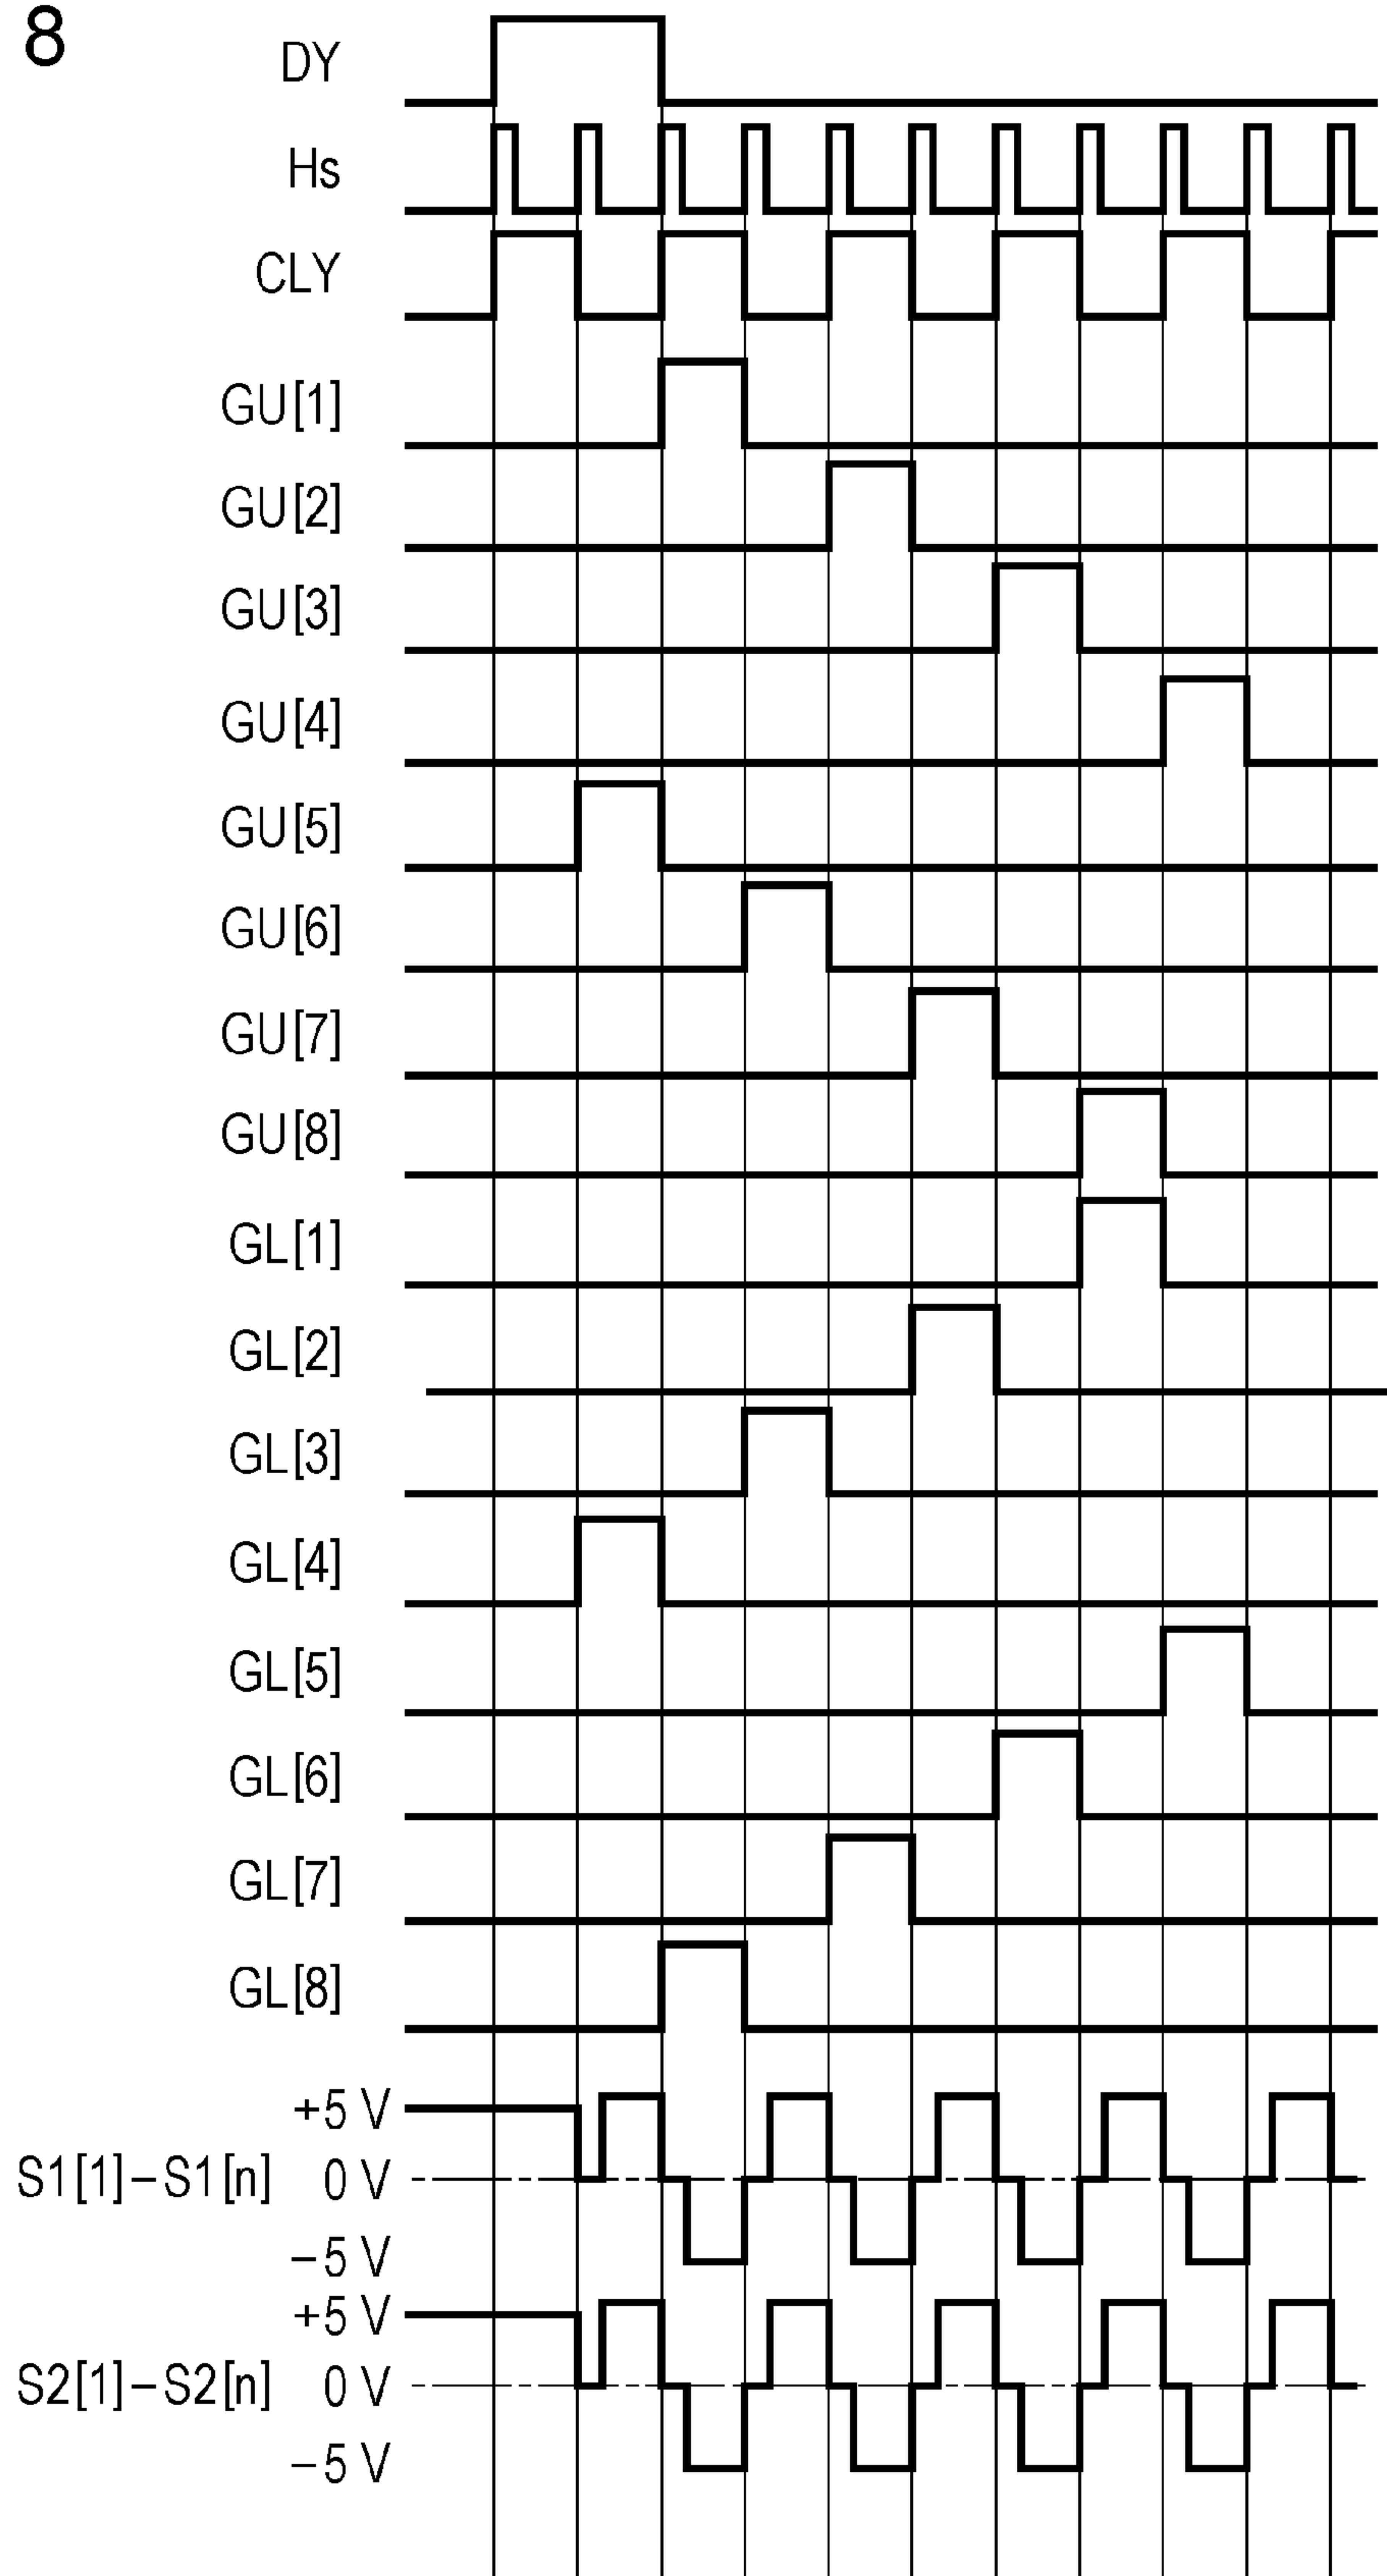 8
DY
Hs
CLY
GU[1]
GU[2]
GU[3]
GU[4]
GU[5]
GU[6]
GU[7]
GU[8]
GL[1]
GL[2]
GL[3]
GL[4]
GL[5]
GL[6]
GL[7]
GL[8]
+5 V
S1[1]–S1[n] 0 V
–5 V
+5 V
S2[1]–S2[n] 0 V
–5 V